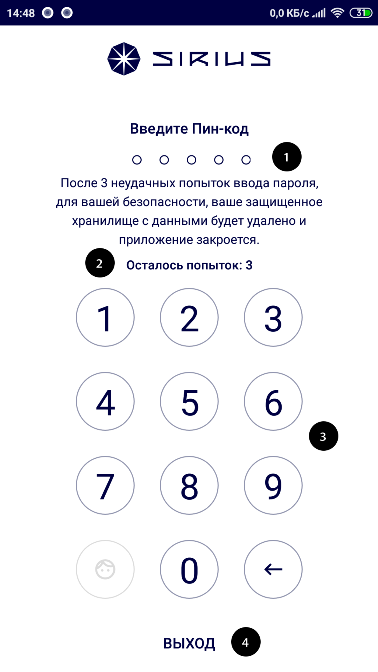 14:48 0,0 КБ/с 31
SIRIUS
Введите Пин-код
1
После 3 неудачных попыток ввода пароля,
для вашей безопасности, ваше защищенное
хранилище с данными будет удалено и
приложение закроется.
2 Осталось попыток: 3
1 2 3
4 5 6
3
7 8 9
0 ←
ВЫХОД 4